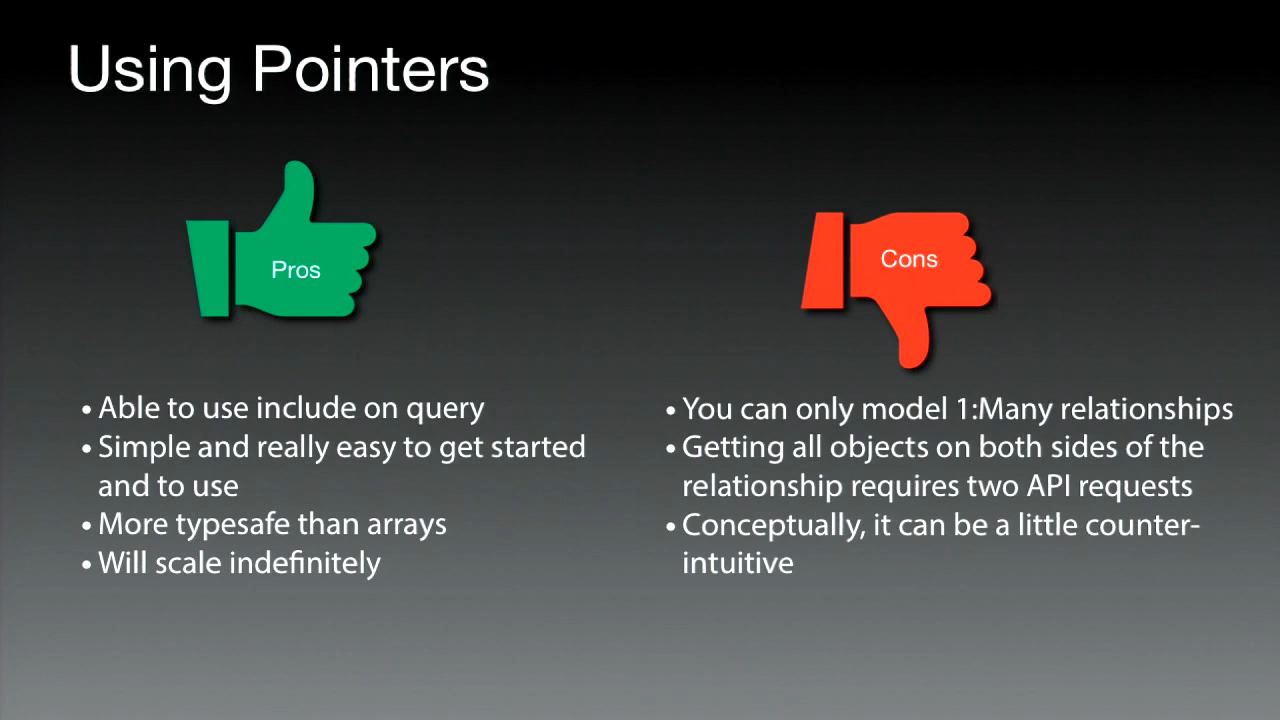 Using Pointers
Pros
• Able to use include on query
• Simple and really easy to get started
and to use
• More typesafe than arrays
• Will scale indefinitely
Cons
• You can only model 1:Many relationships
• Getting all objects on both sides of the
relationship requires two API requests
• Conceptually, it can be a little counter-
intuitive